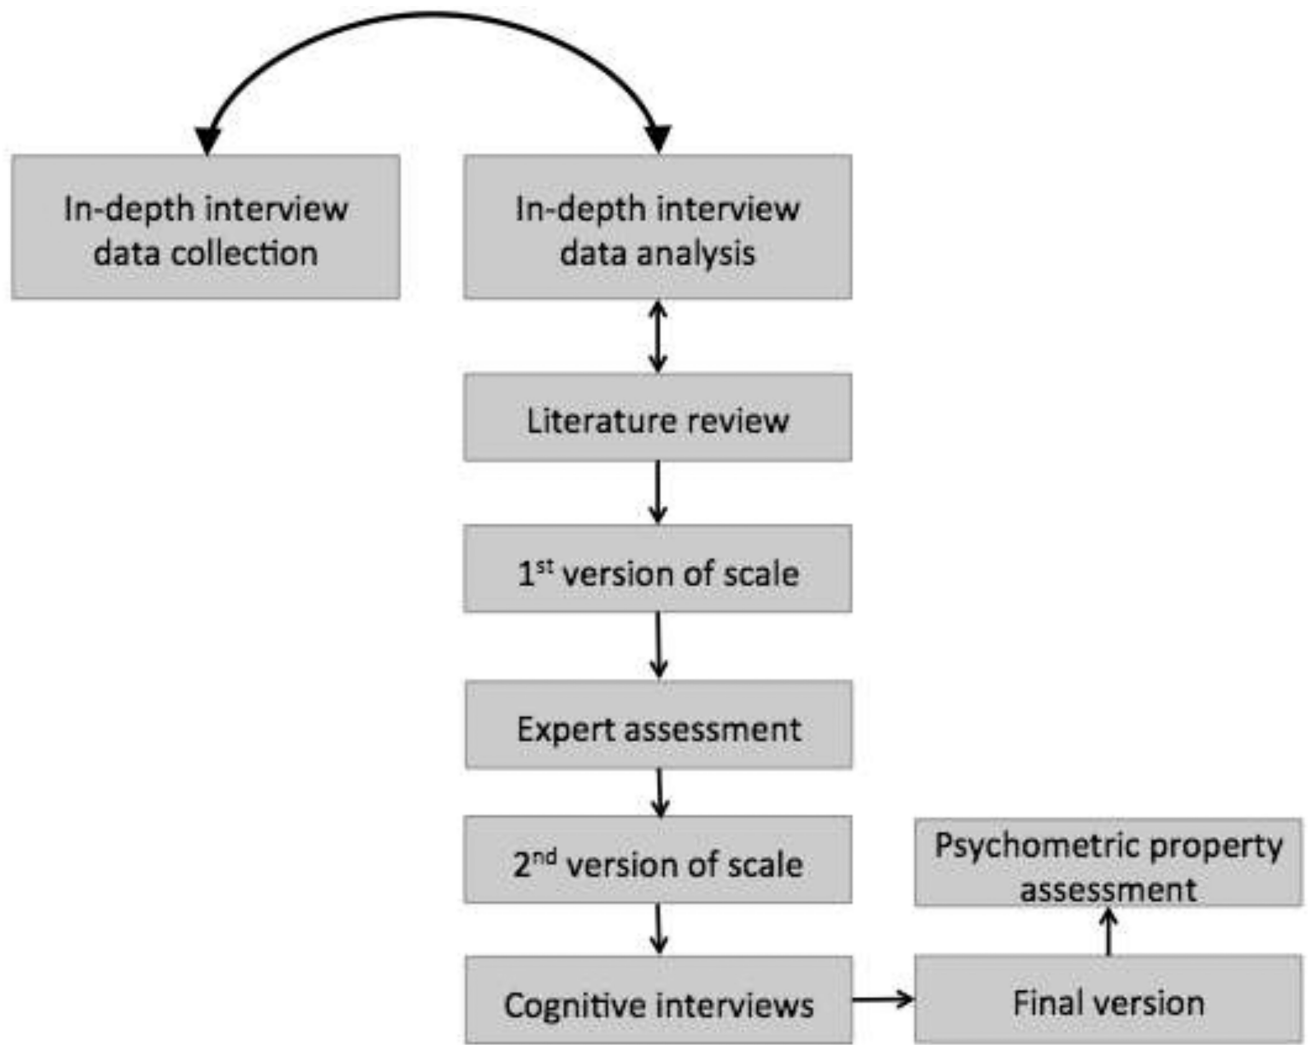 In-depth interview
data collection
In-depth interview
data analysis
Literature review
1st version of scale
Expert assessment
2nd version of scale
Psychometric property
assessment
Cognitive interviews
Final version